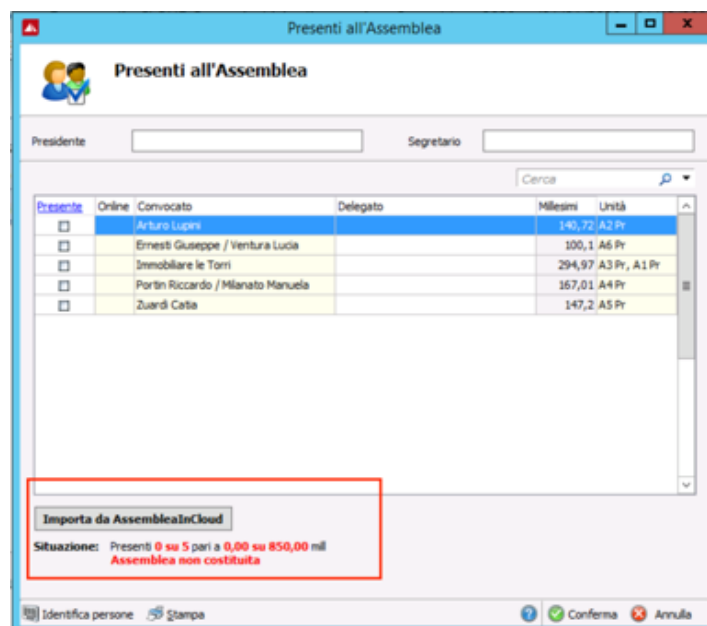 Presenti all'Assemblea
Presenti all'Assemblea
Presidente Segretario
Cerca
Presente Online Convocato Delegato Millesimi Unità
Arturo Lupini 140,72 A2 Pr
Ernesti Giuseppe / Ventura Lucia 100,1 A6 Pr
Immobiliare le Torri 294,97 A3 Pr, A1 Pr
Portin Riccardo / Milanato Manuela 167,01 A4 Pr
Zuardi Catia 147,2 A5 Pr
Importa da AssembleaInCloud
Situazione: Presenti 0 su 5 pari a 0,00 su 850,00 mill
Assemblea non costituita
Identifica persone Stampa Conferma Annulla